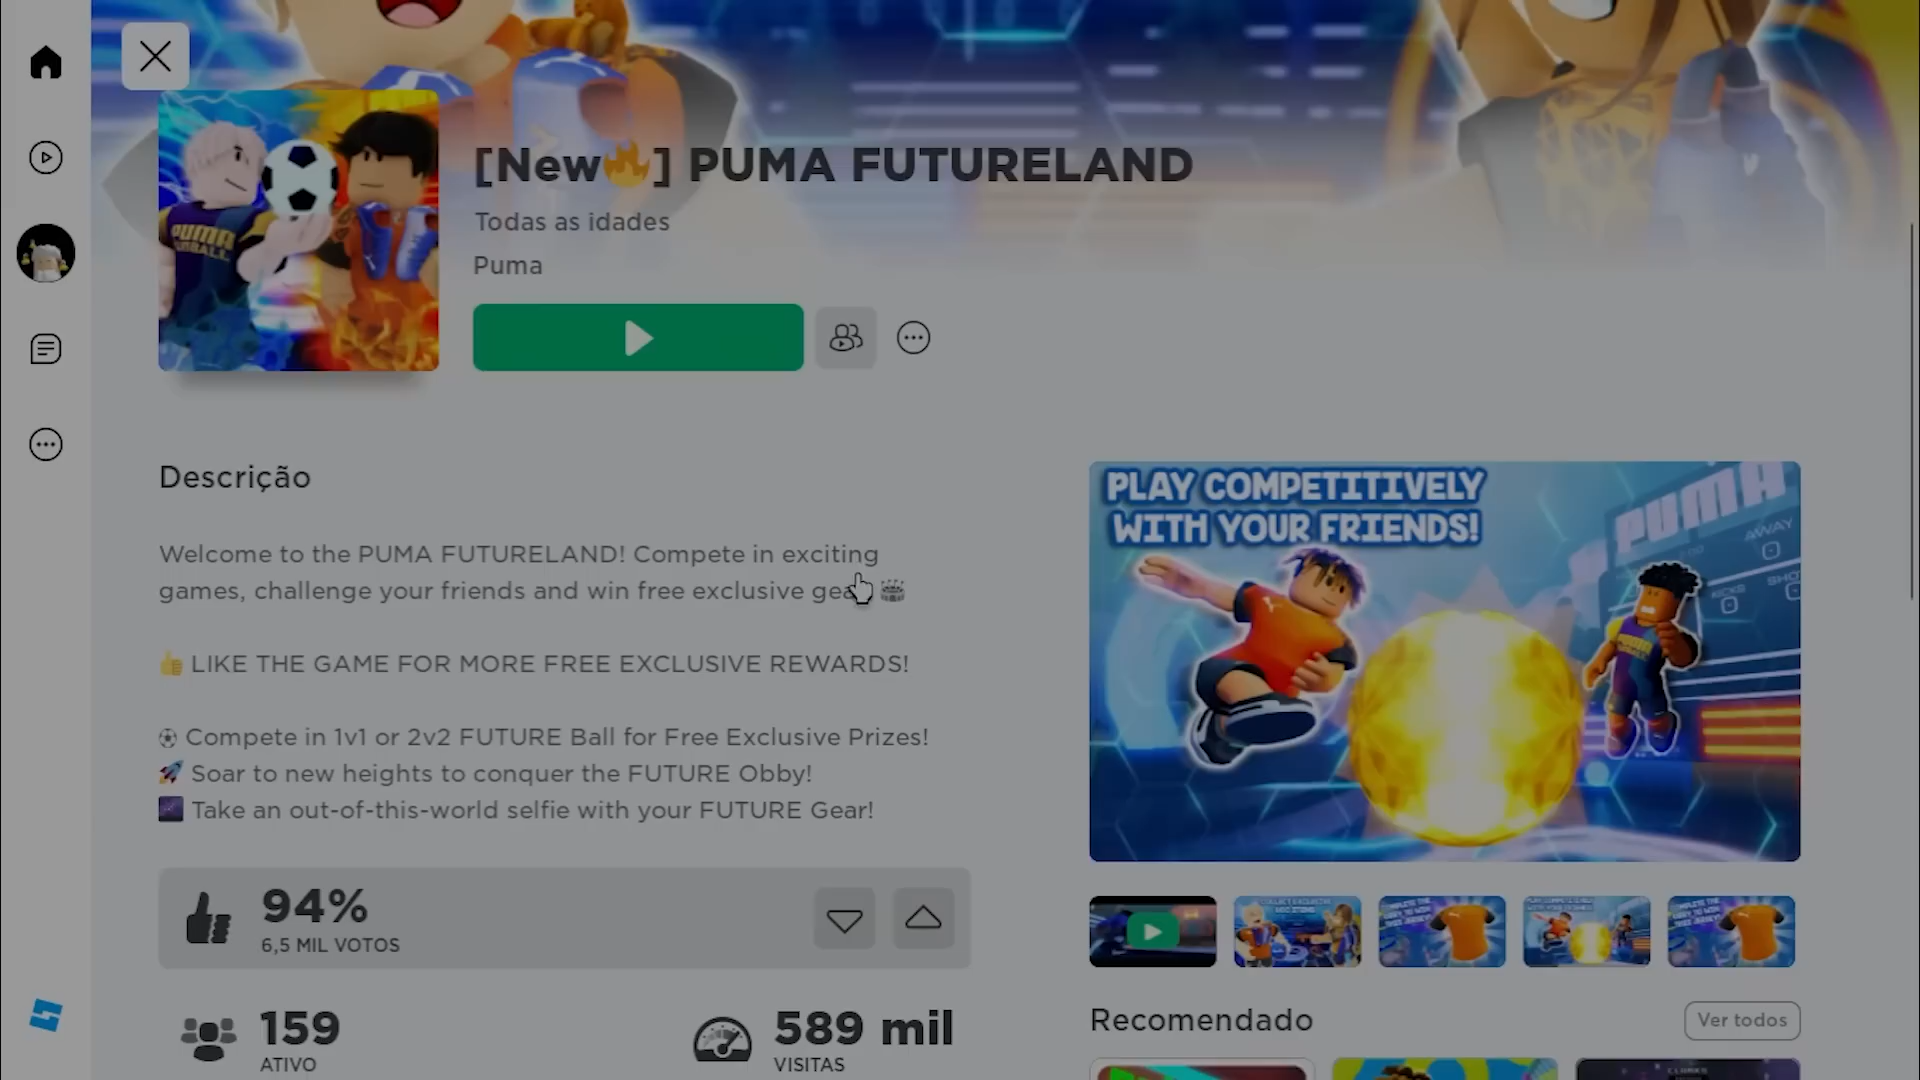 [New🔥] PUMA FUTURELAND
Todas as idades
Puma
PUMA
Descrição
Welcome to the PUMA FUTURELAND! Compete in exciting
games, challenge your friends and win free exclusive
👍 LIKE THE GAME FOR MORE FREE EXCLUSIVE REWARDS!
⚽ Compete in 1v1 or 2v2 FUTURE Ball for Free Exclusive Prizes!
🚀 Soar to new heights to conquer the FUTURE Obby!
🌌 Take an out-of-this-world selfie with your FUTURE Gear!
94%
6,5 MIL VOTOS
159
ATIVO
589 mil
VISITAS
PLAY COMPETITIVELY
WITH YOUR FRIENDS!
PUMA
AWAY
KICKS
Recomendado
Ver todos